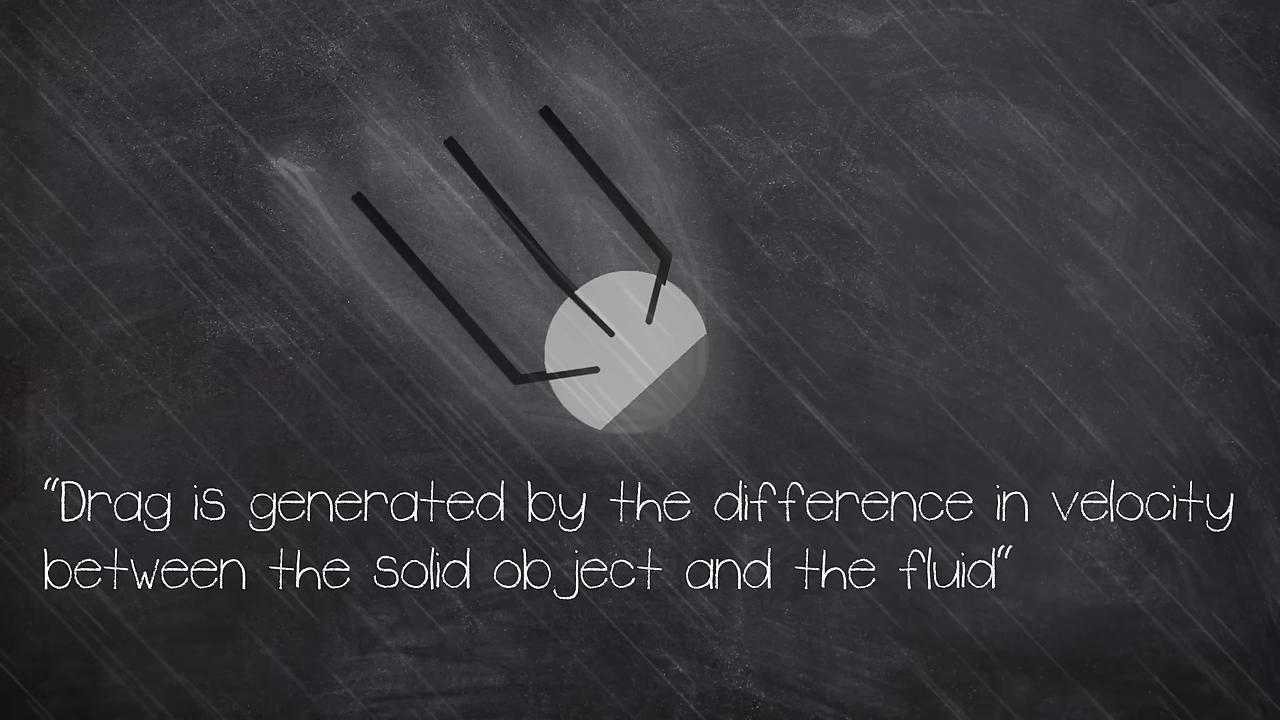 “Drag is generated by the difference in velocity
between the solid object and the fluid“